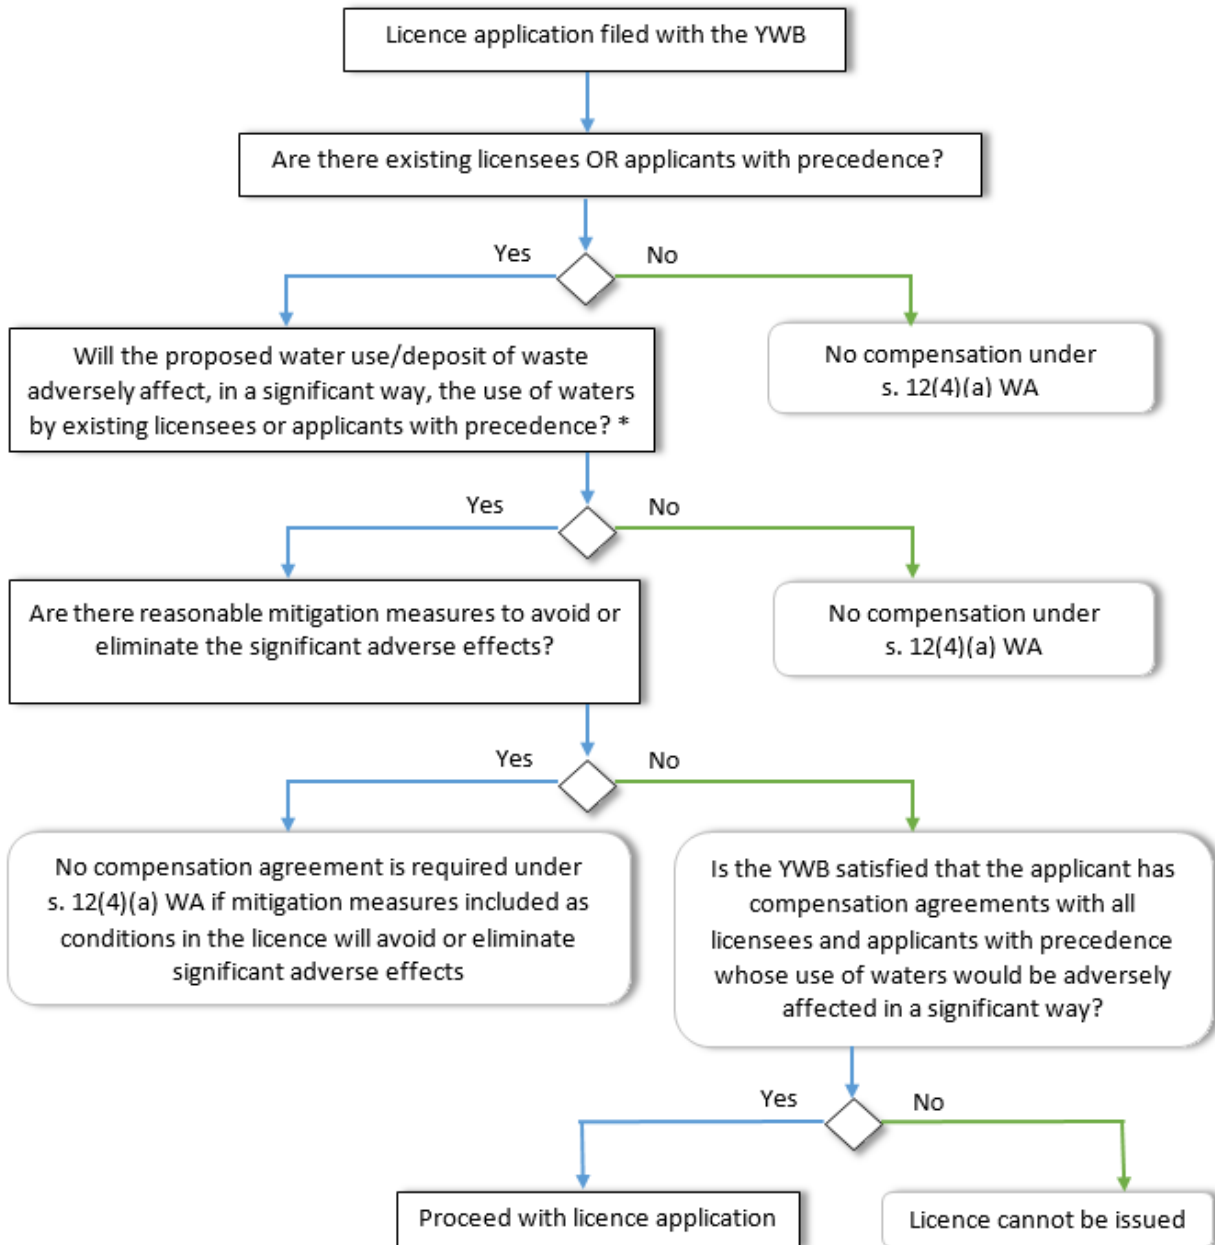 Licence application filed with the YWB
Are there existing licensees OR applicants with precedence?
Yes
No
Will the proposed water use/deposit of waste
adversely affect, in a significant way, the use of waters
by existing licensees or applicants with precedence? *
No compensation under
s. 12(4)(a) WA
Yes
No
Are there reasonable mitigation measures to avoid or
eliminate the significant adverse effects?
No compensation under
s. 12(4)(a) WA
Yes
No
No compensation agreement is required under
s. 12(4)(a) WA if mitigation measures included as
conditions in the licence will avoid or eliminate
significant adverse effects
Is the YWB satisfied that the applicant has
compensation agreements with all
licensees and applicants with precedence
whose use of waters would be adversely
affected in a significant way?
Yes
No
Proceed with licence application
Licence cannot be issued